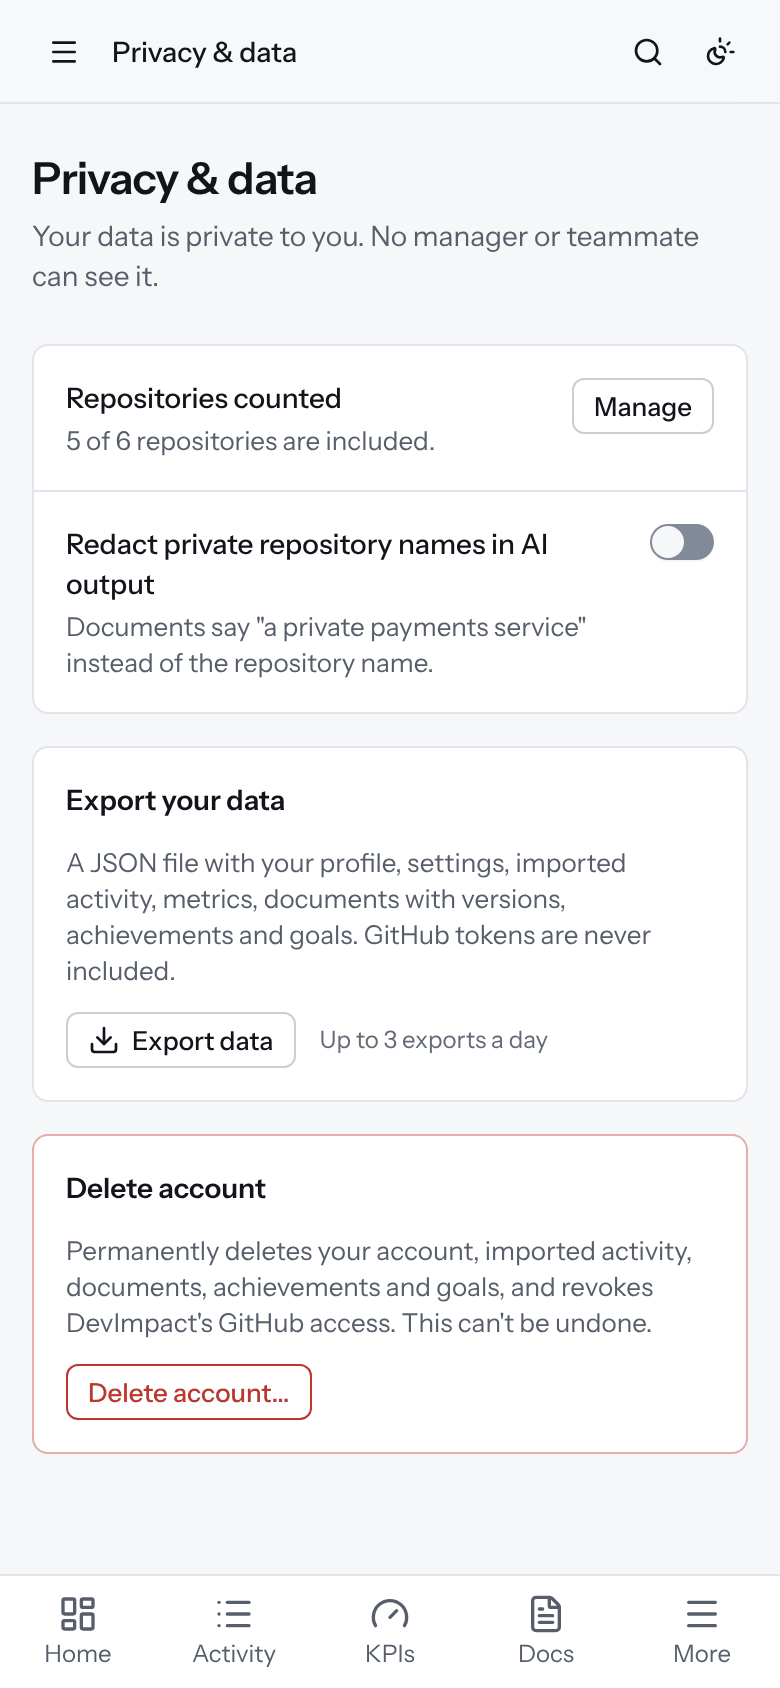 Privacy & data
Privacy & data
Your data is private to you. No manager or teammate
can see it.
Repositories counted
Manage
5 of 6 repositories are included.
Redact private repository names in AI
output
Documents say "a private payments service"
instead of the repository name.
Export your data
A JSON file with your profile, settings, imported
activity, metrics, documents with versions,
achievements and goals. GitHub tokens are never
included.
Export data
Up to 3 exports a day
Delete account
Permanently deletes your account, imported activity,
documents, achievements and goals, and revokes
DevImpact's GitHub access. This can't be undone.
Delete account...
Home
Activity
KPIs
Docs
More